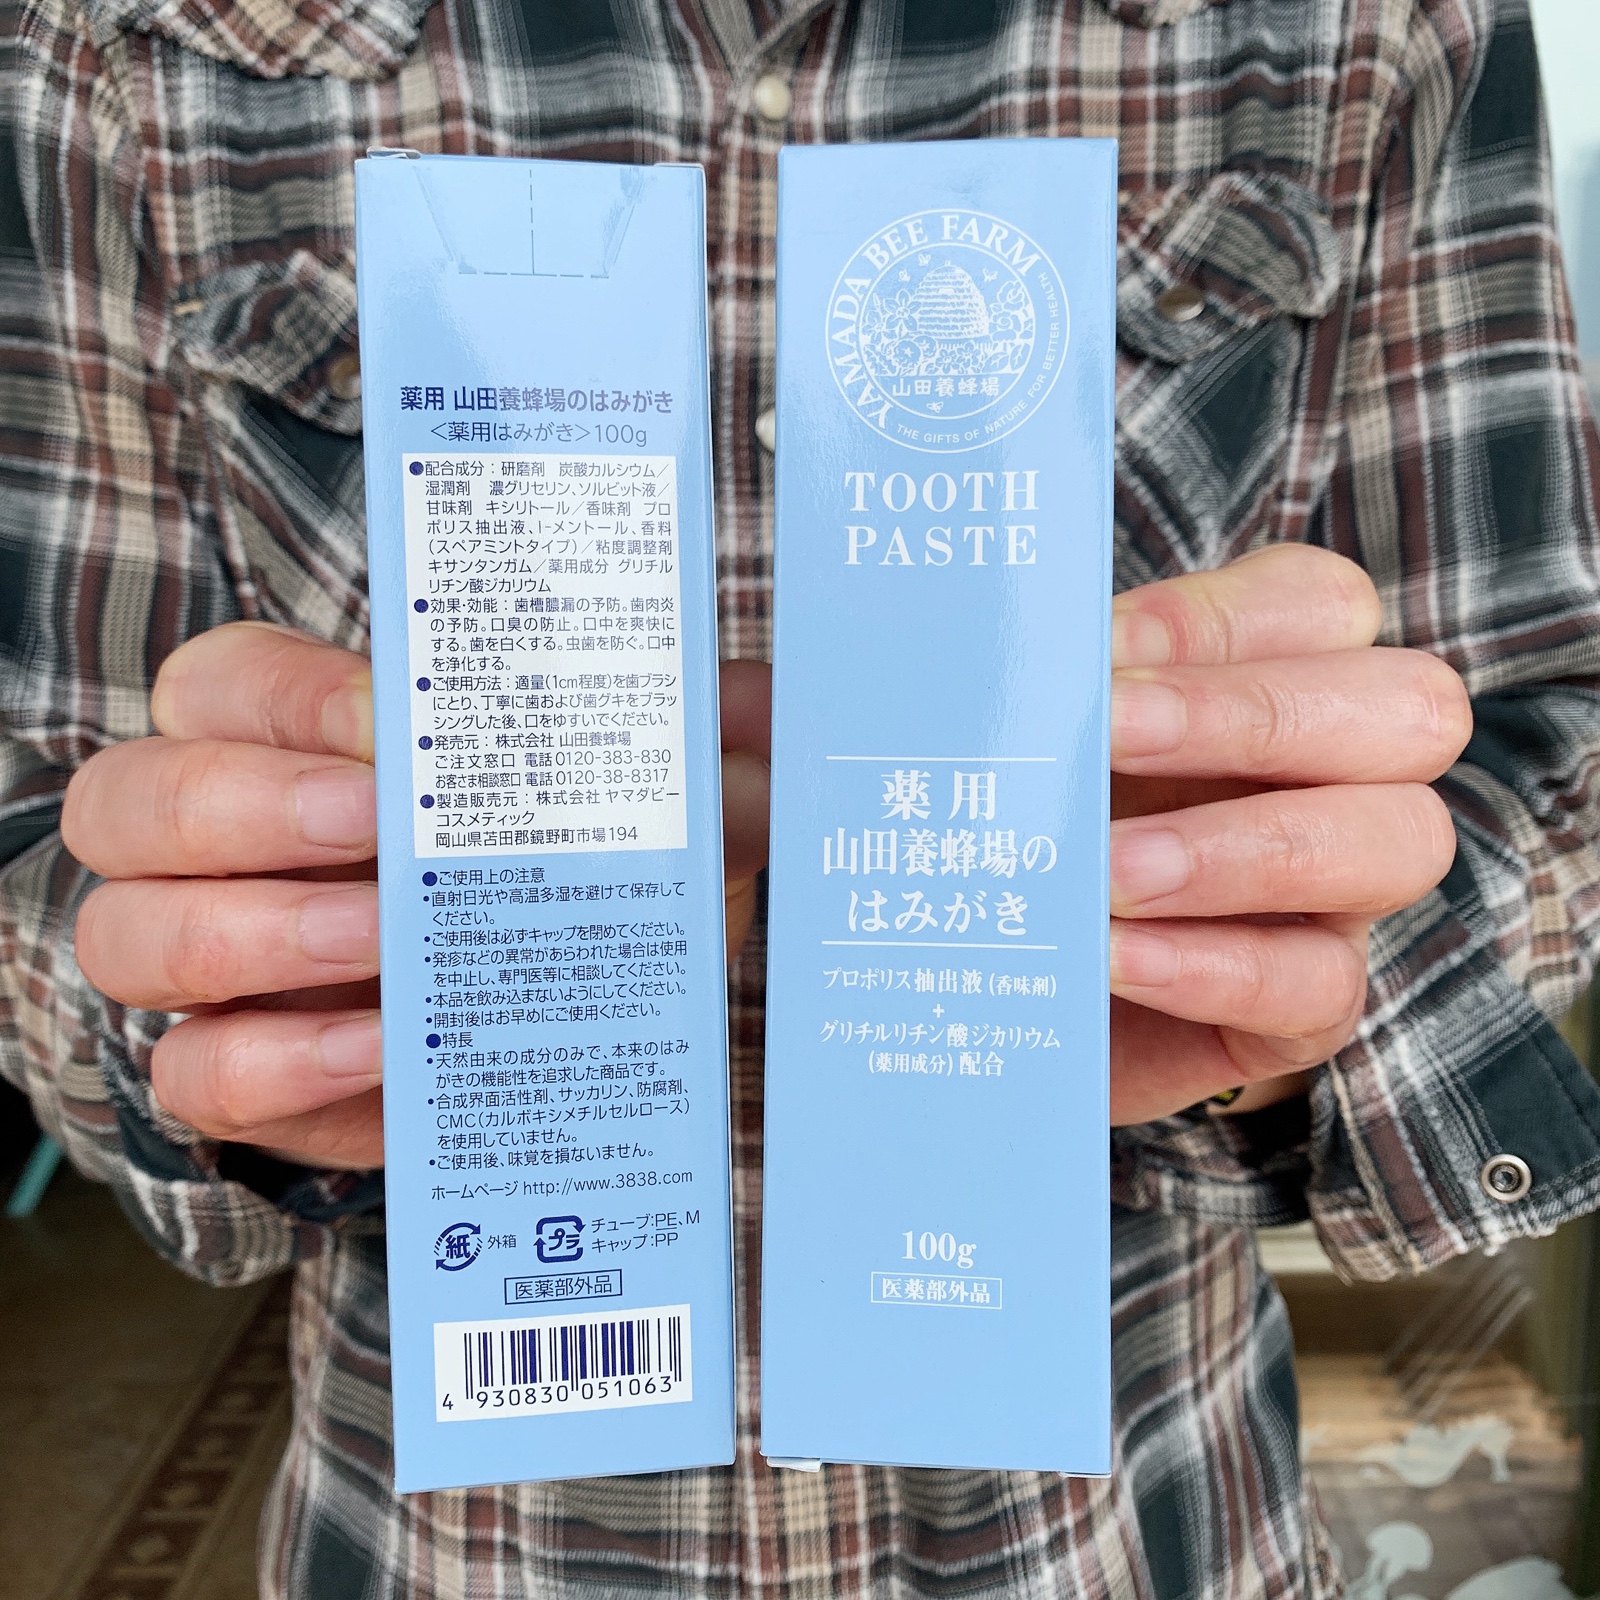 薬用 山田養蜂場のはみがき
＜薬用はみがき＞100g
●配合成分：研磨剤 炭酸カルシウム／
湿潤剤 濃グリセリン、ソルビット液／
甘味剤 キシリトール／香味剤 プロ
ポリス抽出液、l-メントール、香料
（スペアミントタイプ）／粘度調整剤
キサンタンガム／薬用成分 グリチル
リチン酸ジカリウム
●効果・効能：歯槽膿漏の予防。歯肉炎
の予防。口臭の防止。口中を爽快に
する。歯を白くする。虫歯を防ぐ。口中
を浄化する。
●ご使用方法：適量（1cm程度）を歯ブラシ
にとり、丁寧に歯および歯グキをブラッ
シングした後、口をゆすいでください。
●発売元：株式会社 山田養蜂場
ご注文窓口 電話0120-383-830
お客さま相談窓口 電話0120-38-8317
●製造販売元：株式会社 ヤマダビー
コスメティック
岡山県苫田郡鏡野町市場194
●ご使用上の注意
•直射日光や高温多湿を避けて保存して
ください。
•ご使用後は必ずキャップを閉めてください。
•発疹などの異常があらわれた場合は使用
を中止し、専門医等に相談してください。
•本品を飲み込まないようにしてください。
•開封後はお早めにご使用ください。
●特長
•天然由来の成分のみで、本来のはみ
がきの機能性を追求した商品です。
•合成界面活性剤、サッカリン、防腐剤、
CMC（カルボキシメチルセルロース）
を使用していません。
•ご使用後、味覚を損ないません。
ホームページ http://www.3838.com
紙 外箱 プラ チューブ:PE、M
キャップ:PP
医薬部外品
4 930830 051063
YAMADA BEE FARM
山田養蜂場
THE GIFTS OF NATURE FOR BETTER HEALTH
TOOTH
PASTE
薬用
山田養蜂場の
はみがき
プロポリス抽出液（香味剤）
+
グリチルリチン酸ジカリウム
（薬用成分）配合
100g
医薬部外品